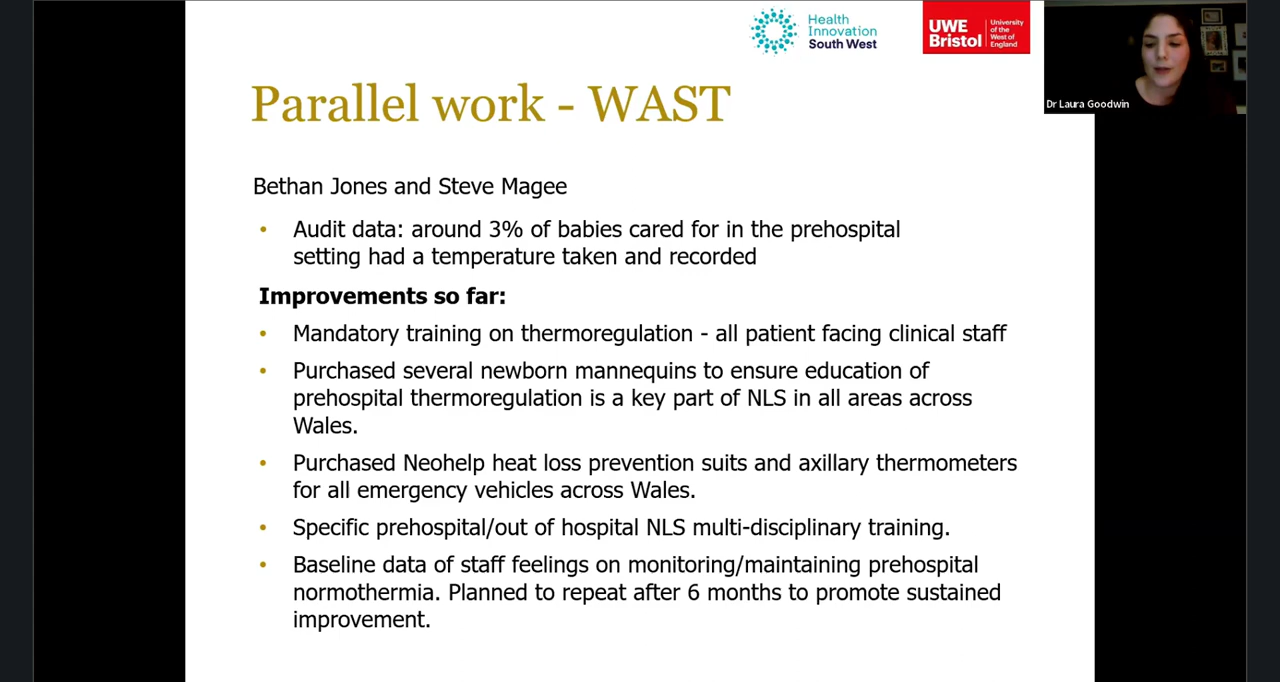 Health
Innovation
South West
UWE
Bristol
University
of the
West of
England
Dr Laura Goodwin
Parallel work - WAST
Bethan Jones and Steve Magee
• Audit data: around 3% of babies cared for in the prehospital
setting had a temperature taken and recorded
Improvements so far:
• Mandatory training on thermoregulation - all patient facing clinical staff
• Purchased several newborn mannequins to ensure education of
prehospital thermoregulation is a key part of NLS in all areas across
Wales.
• Purchased Neohelp heat loss prevention suits and axillary thermometers
for all emergency vehicles across Wales.
• Specific prehospital/out of hospital NLS multi-disciplinary training.
• Baseline data of staff feelings on monitoring/maintaining prehospital
normothermia. Planned to repeat after 6 months to promote sustained
improvement.